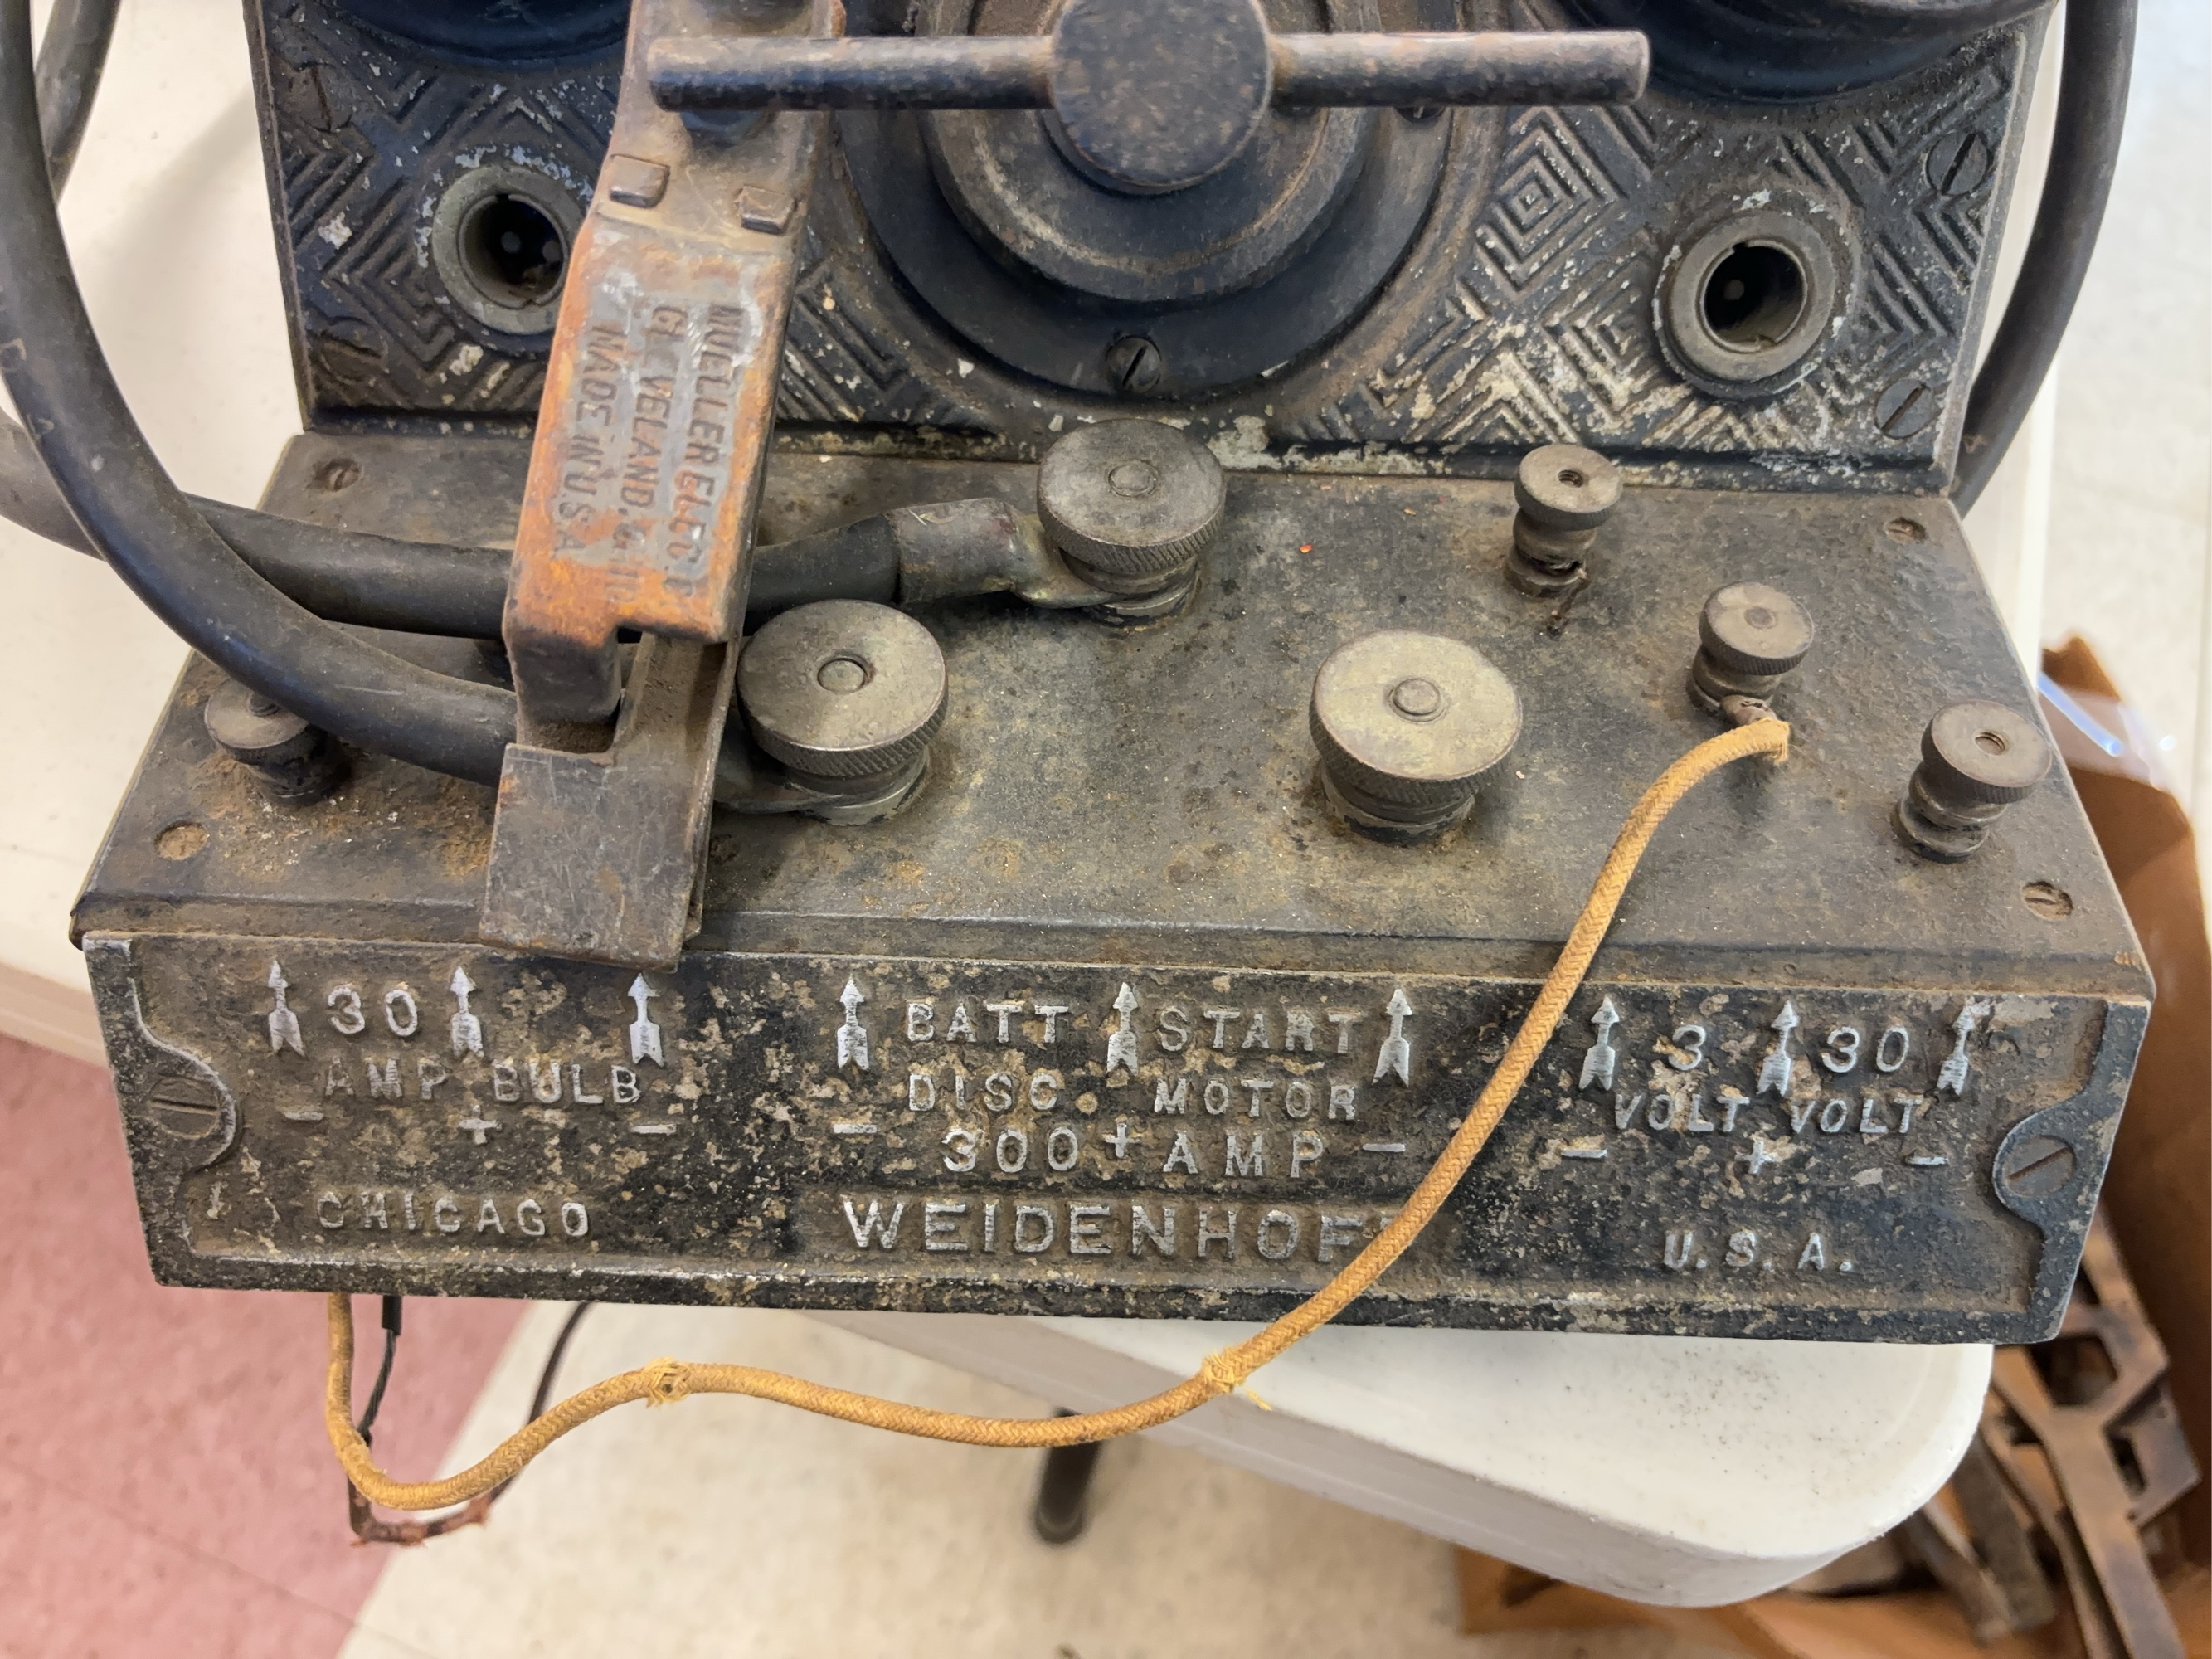 MUELLER ELEC. CO
CLEVELAND, O.
MADE IN U.S.A.
30
AMP BULB
- + -
BATT START
DISC. MOTOR
- 300 + AMP -
3 30
VOLT VOLT
- + -
CHICAGO
WEIDENHOF
U.S.A.